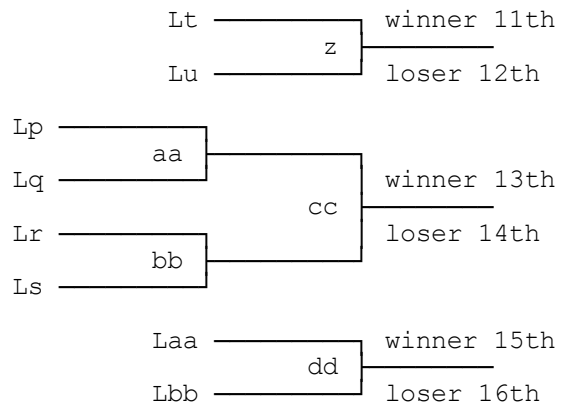 Lt
winner 11th
z
Lu
loser 12th
Lp
aa
Lq
winner 13th
cc
Lr
loser 14th
bb
Ls
Laa
winner 15th
dd
Lbb
loser 16th